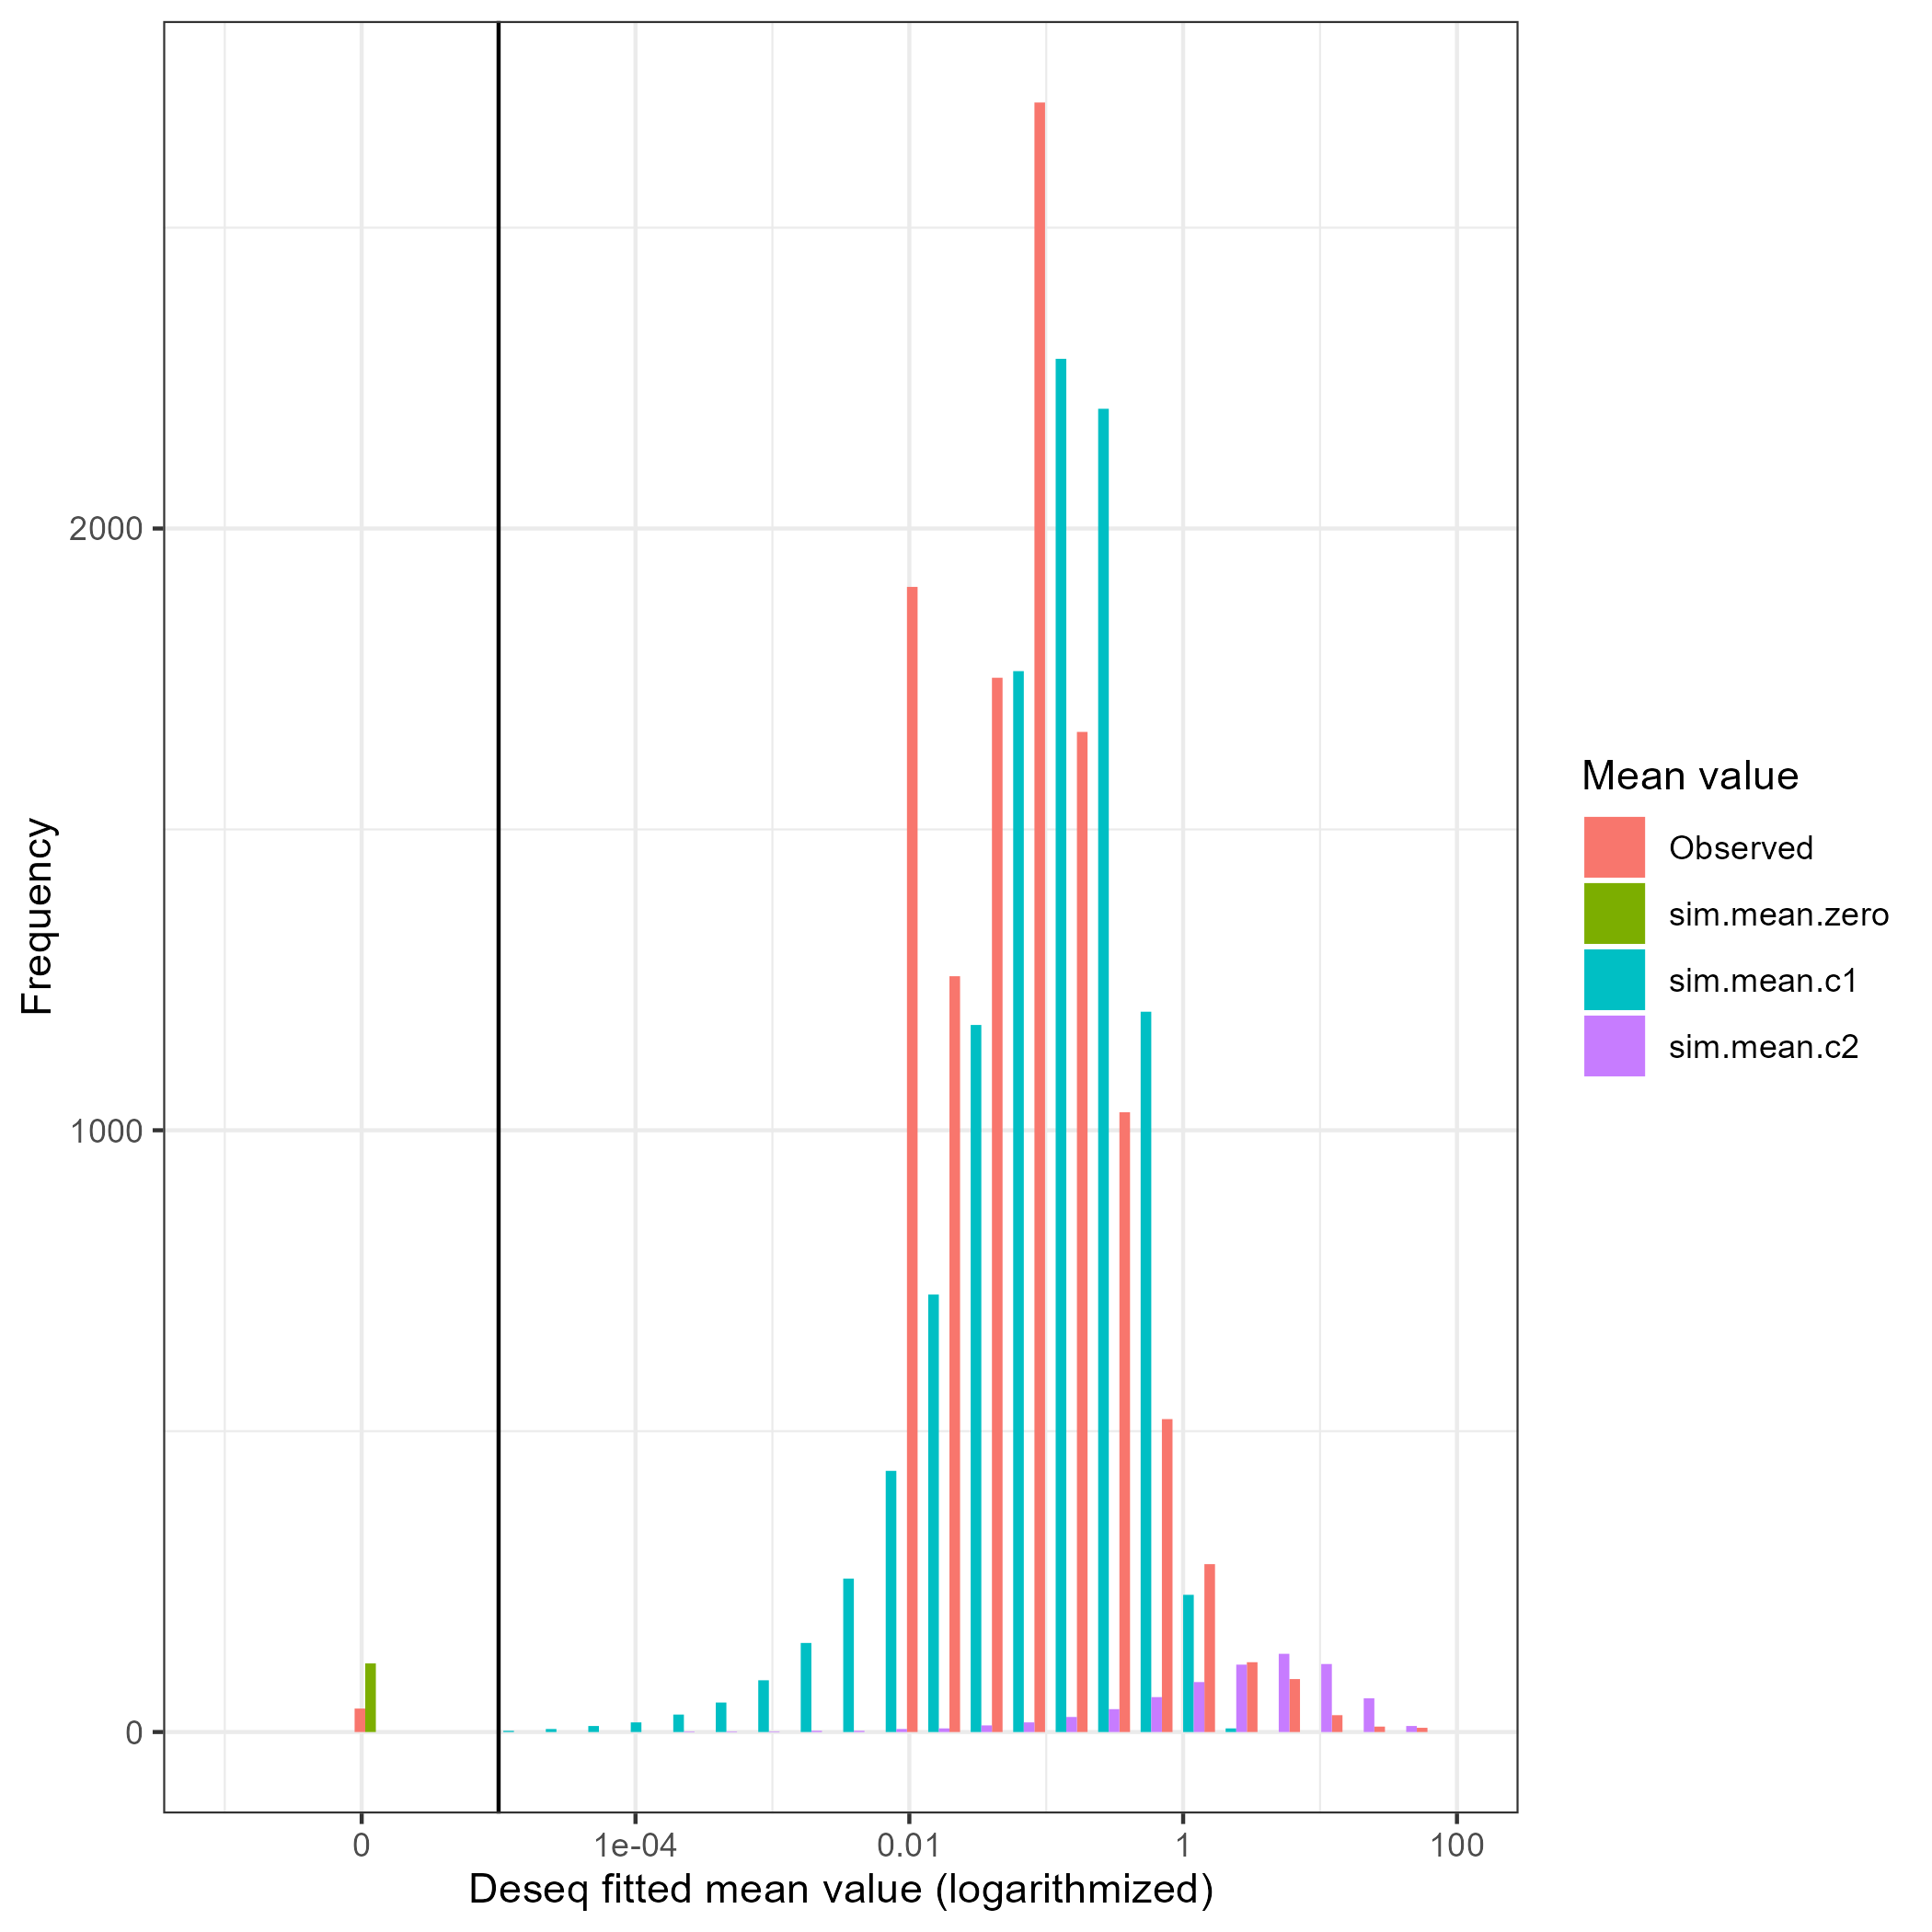 2000
1000
0
Frequency
0
1e-04
0.01
1
100
Deseq fitted mean value (logarithmized)
Mean value
Observed
sim.mean.zero
sim.mean.c1
sim.mean.c2